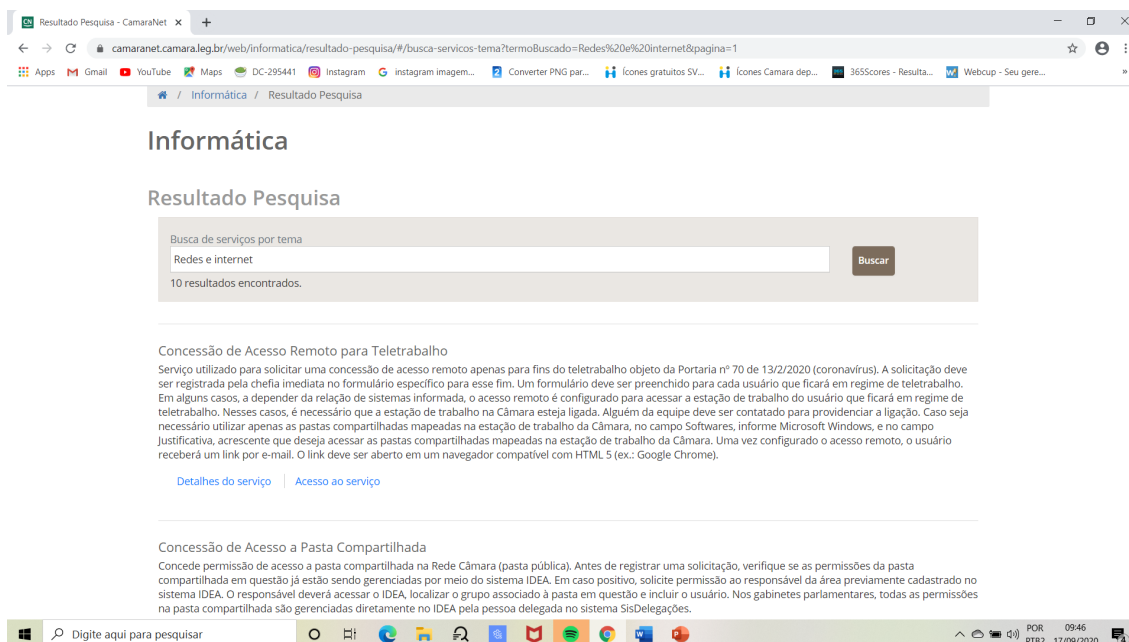 Resultado Pesquisa - CamaraNet
camaranet.camara.leg.br/web/informatica/resultado-pesquisa/#/busca-servicos-tema?termoBuscado=Redes%20e%20internet&pagina=1
Apps Gmail YouTube Maps DC-295441 Instagram instagram imagem... Converter PNG par... Ícones gratuitos SV... Ícones Camara dep... 365Scores - Resulta... Webcup - Seu gere... »
/ Informática / Resultado Pesquisa
Informática
Resultado Pesquisa
Busca de serviços por tema
Redes e internet
Buscar
10 resultados encontrados.
Concessão de Acesso Remoto para Teletrabalho
Serviço utilizado para solicitar uma concessão de acesso remoto apenas para fins do teletrabalho objeto da Portaria nº 70 de 13/2/2020 (coronavírus). A solicitação deve
ser registrada pela chefia imediata no formulário específico para esse fim. Um formulário deve ser preenchido para cada usuário que ficará em regime de teletrabalho.
Em alguns casos, a depender da relação de sistemas informada, o acesso remoto é configurado para acessar a estação de trabalho do usuário que ficará em regime de
teletrabalho. Nesses casos, é necessário que a estação de trabalho na Câmara esteja ligada. Alguém da equipe deve ser contatado para providenciar a ligação. Caso seja
necessário utilizar apenas as pastas compartilhadas mapeadas na estação de trabalho da Câmara, no campo Softwares, informe Microsoft Windows, e no campo
Justificativa, acrescente que deseja acessar as pastas compartilhadas mapeadas na estação de trabalho da Câmara. Uma vez configurado o acesso remoto, o usuário
receberá um link por e-mail. O link deve ser aberto em um navegador compatível com HTML 5 (ex.: Google Chrome).
Detalhes do serviço Acesso ao serviço
Concessão de Acesso a Pasta Compartilhada
Concede permissão de acesso a pasta compartilhada na Rede Câmara (pasta pública). Antes de registrar uma solicitação, verifique se as permissões da pasta
compartilhada em questão já estão sendo gerenciadas por meio do sistema IDEA. Em caso positivo, solicite permissão ao responsável da área previamente cadastrado no
sistema IDEA. O responsável deverá acessar o IDEA, localizar o grupo associado à pasta em questão e incluir o usuário. Nos gabinetes parlamentares, todas as permissões
na pasta compartilhada são gerenciadas diretamente no IDEA pela pessoa delegada no sistema SisDelegações.
Digite aqui para pesquisar
POR 09:46
PTB2 17/09/2020